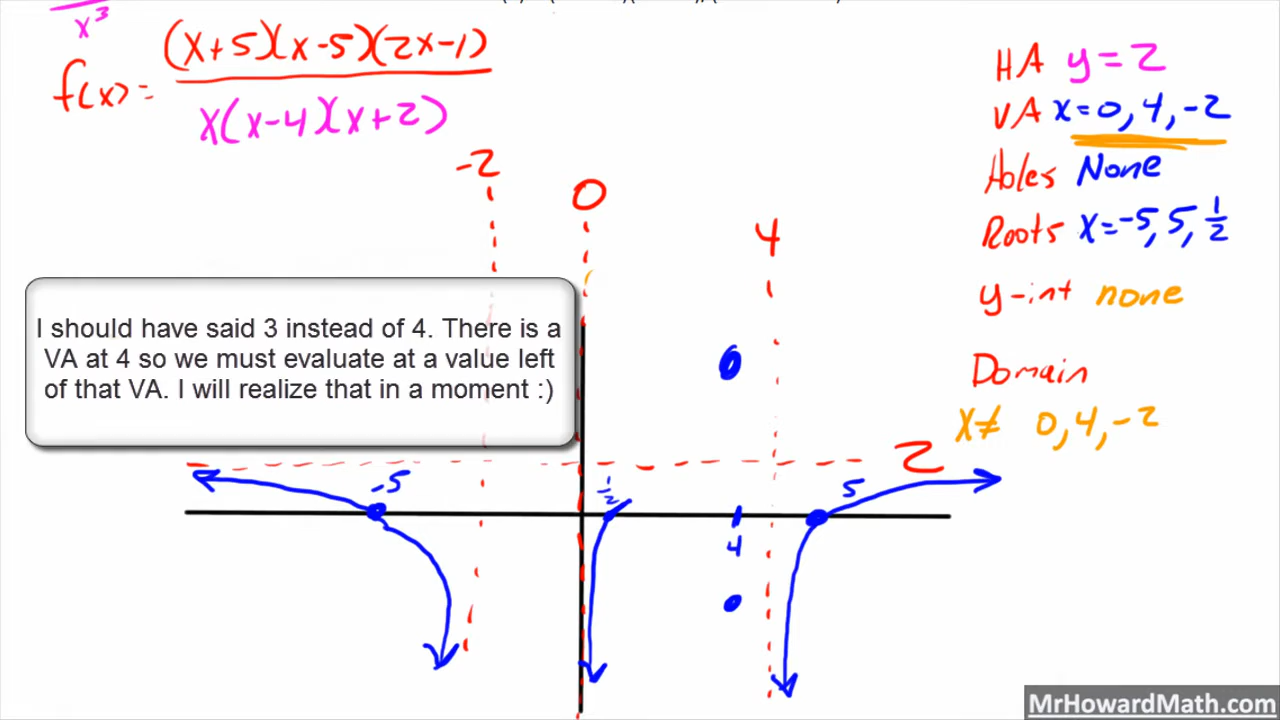 x³
(x+5)(x-5)(2x-1)
f(x)=
x(x-4)(x+2)
HA y=2
VA x=0,4,-2
Holes None
Roots x=-5,5,1/2
y-int none
Domain
x≠ 0,4,-2
-2
0
4
I should have said 3 instead of 4. There is a
VA at 4 so we must evaluate at a value left
of that VA. I will realize that in a moment :)
2
-5
1/2
5
4
MrHowardMath.com